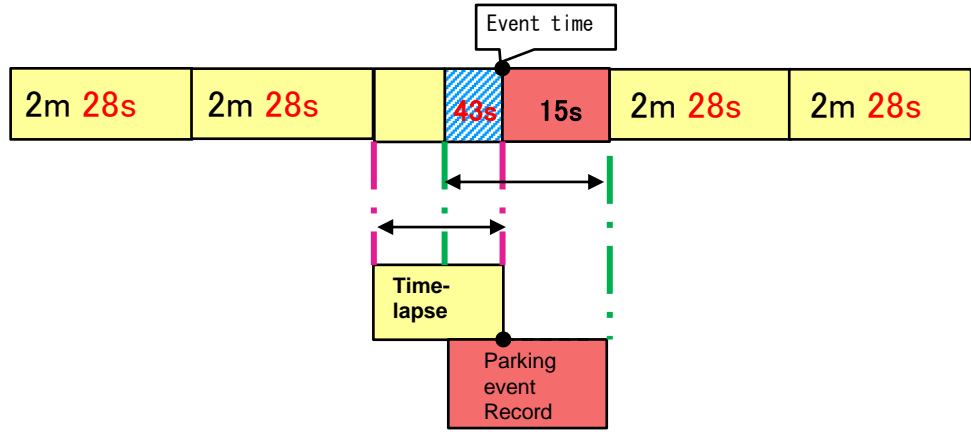 Event time
2m 28s
2m 28s
43s
15s
2m 28s
2m 28s
Time-
lapse
Parking
event
Record